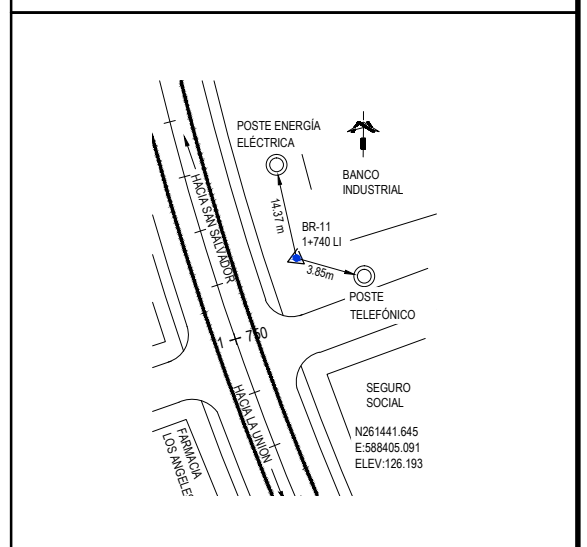 POSTE ENERGÍA
ELÉCTRICA
BANCO
INDUSTRIAL
HACIA SAN SALVADOR
14.37 m
BR-11
1+740 LI
3.85m
POSTE
TELEFÓNICO
1 + 750
SEGURO
SOCIAL
HACIA LA UNION
FARMACIA
LOS ANGELES
N261441.645
E:588405.091
ELEV:126.193